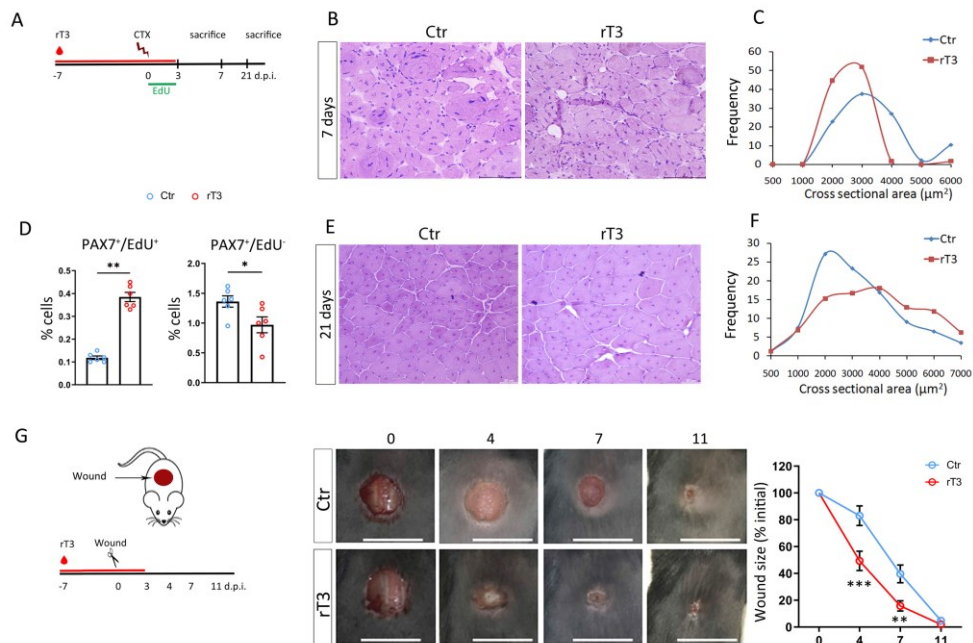 A
rT3
CTX
sacrifice
sacrifice
-7
0
3
7
21 d.p.i.
EdU
B
Ctr
rT3
7 days
C
Ctr
rT3
Frequency
60
50
40
30
20
10
0
500 1000 2000 3000 4000 5000 6000
Cross sectional area (µm²)
Ctr
rT3
D
PAX7⁺/EdU⁺
**
% cells
0.5
0.4
0.3
0.2
0.1
0.0
PAX7⁺/EdU⁻
*
% cells
2.0
1.5
1.0
0.5
0.0
E
Ctr
rT3
21 days
F
Ctr
rT3
Frequency
30
25
20
15
10
5
0
500 1000 2000 3000 4000 5000 6000 7000
Cross sectional area (µm²)
G
Wound
rT3
Wound
-7 0 3 4 7 11 d.p.i.
0 4 7 11
Ctr
rT3
Ctr
rT3
Wound size (% initial)
120
100
80
60
40
20
0
***
**
0 4 7 11